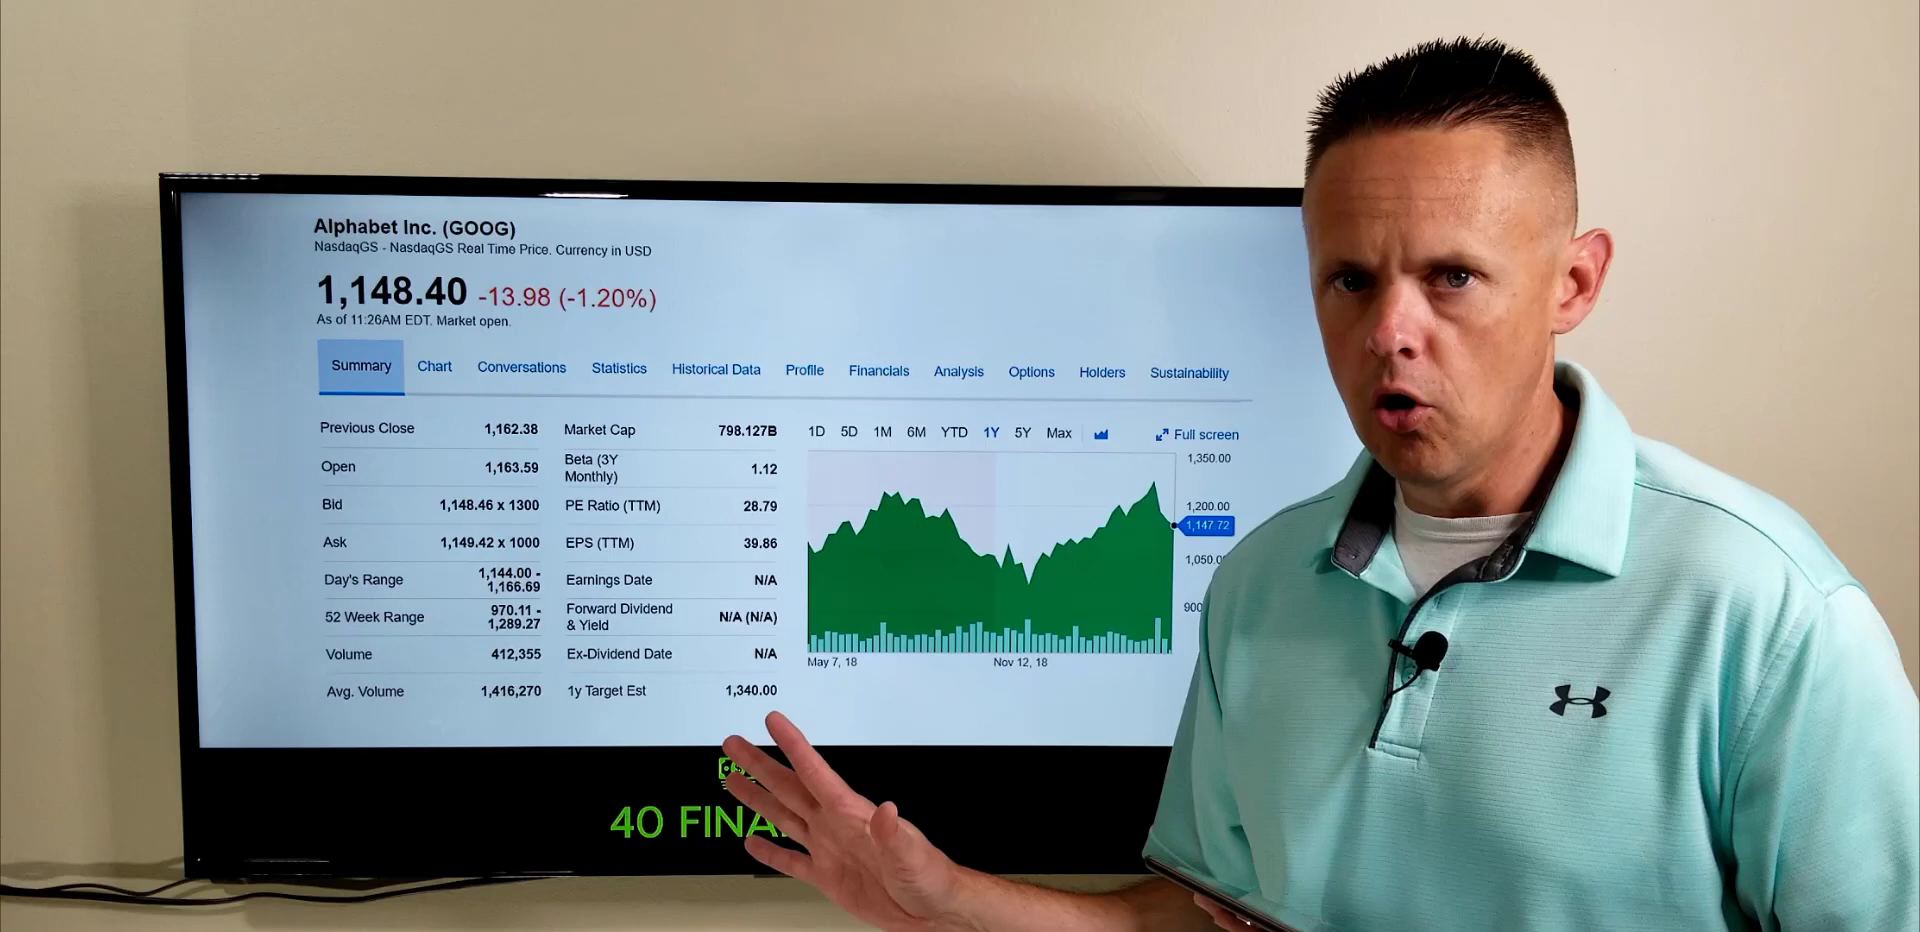 Alphabet Inc. (GOOG)
NasdaqGS - NasdaqGS Real Time Price. Currency in USD
1,148.40 -13.98 (-1.20%)
As of 11:26AM EDT. Market open.
Summary Chart Conversations Statistics Historical Data Profile Financials Analysis Options Holders Sustainability
Previous Close 1,162.38
Open 1,163.59
Bid 1,148.46 x 1300
Ask 1,149.42 x 1000
Day's Range 1,144.00 -
1,166.69
52 Week Range 970.11 -
1,289.27
Volume 412,355
Avg. Volume 1,416,270
Market Cap 798.127B
Beta (3Y
Monthly) 1.12
PE Ratio (TTM) 28.79
EPS (TTM) 39.86
Earnings Date N/A
Forward Dividend
& Yield N/A (N/A)
Ex-Dividend Date N/A
1y Target Est 1,340.00
1D 5D 1M 6M YTD 1Y 5Y Max Full screen
1,350.00
1,200.00
1,147.72
1,050.0
900
May 7, 18 Nov 12, 18
40 FINA